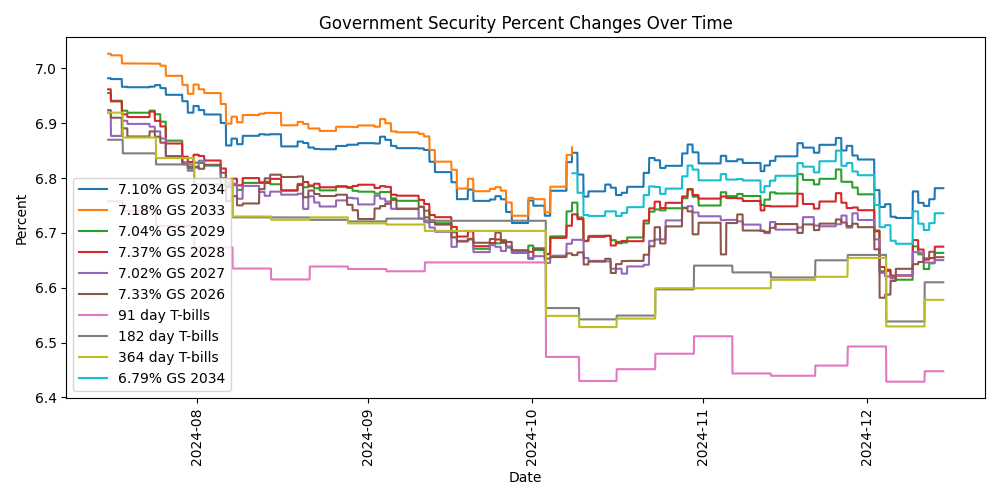 Government Security Percent Changes Over Time
Percent
7.0
6.9
6.8
6.7
6.6
6.5
6.4
7.10% GS 2034
7.18% GS 2033
7.04% GS 2029
7.37% GS 2028
7.02% GS 2027
7.33% GS 2026
91 day T-bills
182 day T-bills
364 day T-bills
6.79% GS 2034
2024-08
2024-09
2024-10
2024-11
2024-12
Date